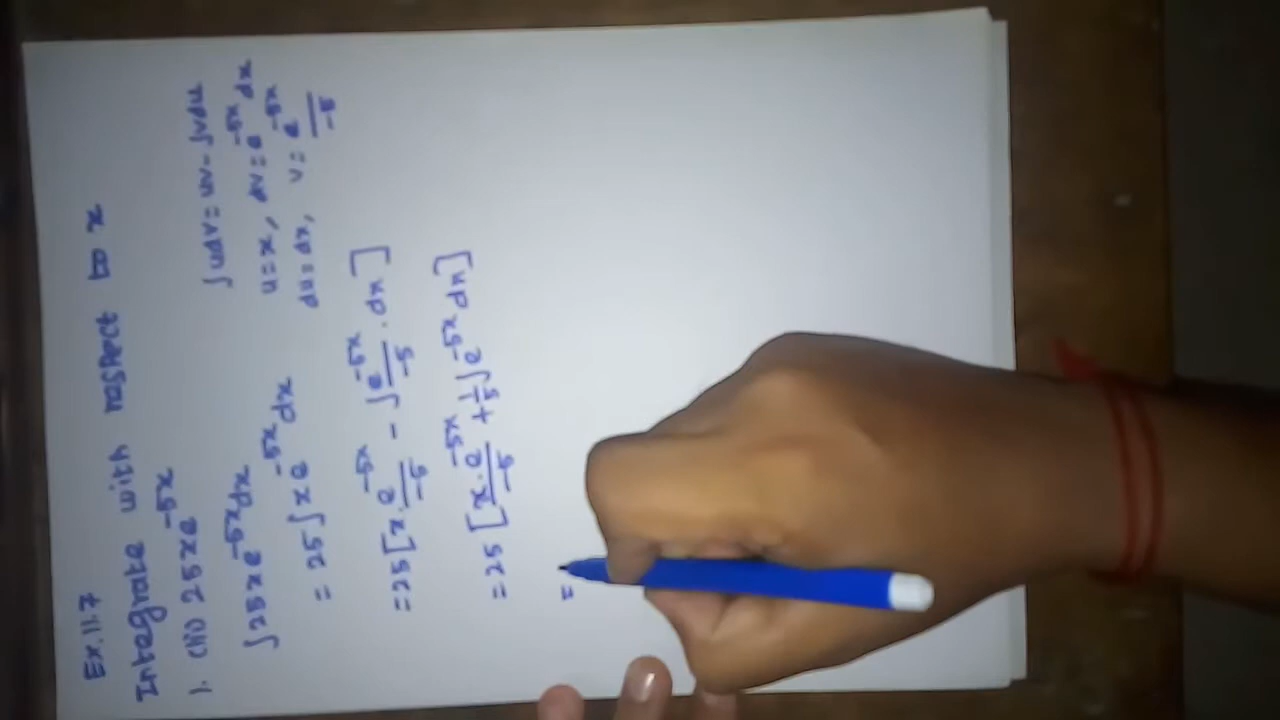 Ex.11.7
Integrate with respect to x
1. (iii) 25xe^-5x
∫25xe^-5x dx
∫udv = uv - ∫vdu
u = x, dv = e^-5x dx
= 25∫xe^-5x dx
du = dx, v = e^-5x/-5
= 25[x.e^-5x/-5 - ∫e^-5x/-5 .dx]
= 25[x.e^-5x/-5 + 1/5∫e^-5x dx]
=